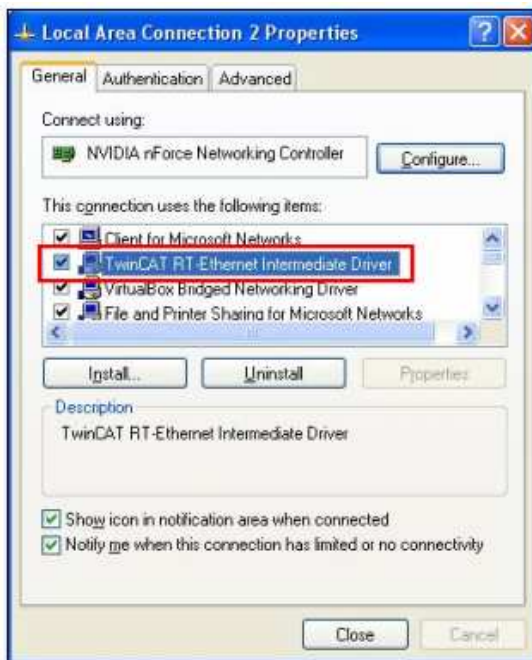 Local Area Connection 2 Properties
General Authentication Advanced
Connect using:
NVIDIA nForce Networking Controller Configure...
This connection uses the following items:
Client for Microsoft Networks
TwinCAT RT-Ethernet Intermediate Driver
VirtualBox Bridged Networking Driver
File and Printer Sharing for Microsoft Networks
Install... Uninstall Properties
Description
TwinCAT RT-Ethernet Intermediate Driver
Show icon in notification area when connected
Notify me when this connection has limited or no connectivity
Close Cancel